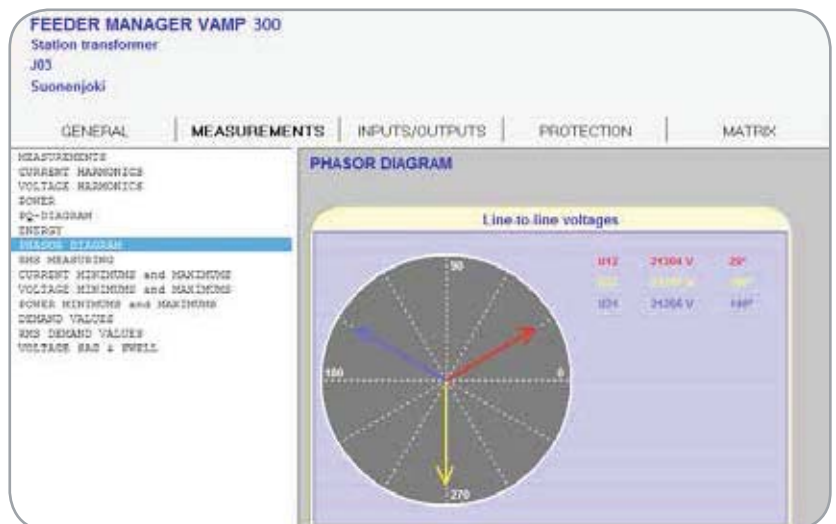 FEEDER MANAGER VAMP 300
Station transformer
J03
Suonenjoki
GENERAL
MEASUREMENTS
INPUTS/OUTPUTS
PROTECTION
MATRIX
MEASUREMENTS
CURRENT HARMONICS
VOLTAGE HARMONICS
POWER
PQ-DIAGRAM
ENERGY
PHASOR DIAGRAM
RMS MEASURING
CURRENT MINIMUMS and MAXIMUMS
VOLTAGE MINIMUMS and MAXIMUMS
POWER MINIMUMS and MAXIMUMS
DEMAND VALUES
RMS DEMAND VALUES
VOLTAGE SAG & SWELL
PHASOR DIAGRAM
Line-to-line voltages
90
180
0
270
U12
U31